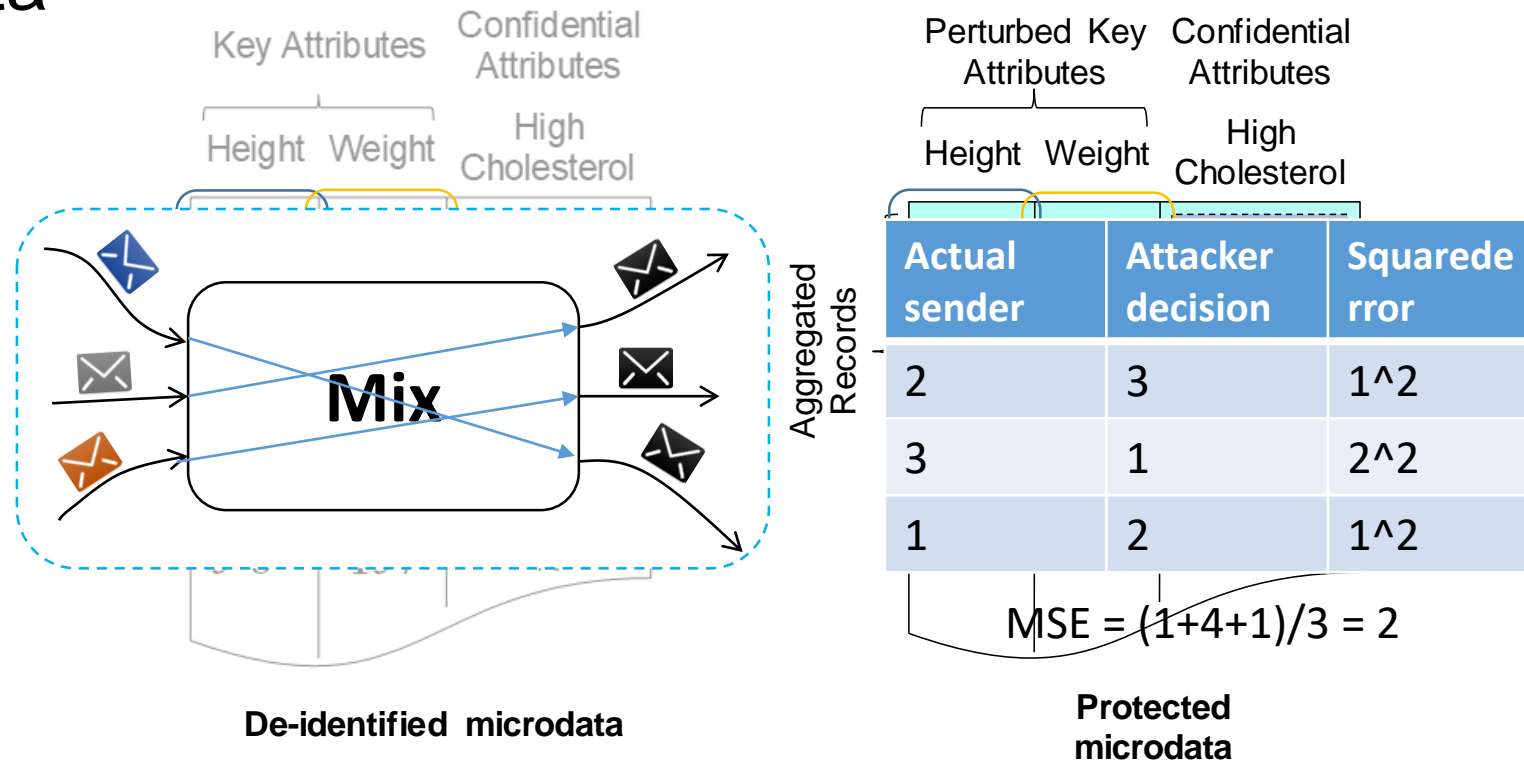 Key Attributes
Confidential
Attributes
Height
Weight
High
Cholesterol
Mix
De-identified microdata
Perturbed Key
Attributes
Confidential
Attributes
Height
Weight
High
Cholesterol
Aggregated
Records
Actual
sender
Attacker
decision
Squarede
rror
2
3
1^2
3
1
2^2
1
2
1^2
MSE = (1+4+1)/3 = 2
Protected
microdata